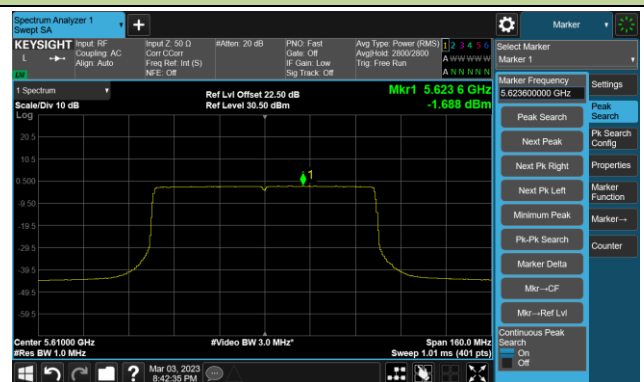 Spectrum Analyzer 1
Swept SA
Marker
KEYSIGHT
L
LW
Input: RF
Coupling: AC
Align: Auto
Input Z: 50 Ω
Corr CCorr
Freq Ref: Int (S)
NFE: Off
#Atten: 20 dB
PNO: Fast
Gate: Off
IF Gain: Low
Sig Track: Off
Avg Type: Power (RMS)
Avg|Hold: 2800/2800
Trig: Free Run
1 2 3 4 5 6
A W W W W W
A N N N N N
Select Marker
Marker 1
1 Spectrum
Scale/Div 10 dB
Log
Ref Lvl Offset 22.50 dB
Ref Level 30.50 dBm
Mkr1 5.623 6 GHz
-1.688 dBm
20.5
10.5
0.500
-9.50
-19.5
-29.5
-39.5
-49.5
-59.5
1
Center 5.61000 GHz
#Res BW 1.0 MHz
#Video BW 3.0 MHz*
Span 160.0 MHz
Sweep 1.01 ms (401 pts)
Marker Frequency
5.623600000 GHz
Peak Search
Next Peak
Next Pk Right
Next Pk Left
Minimum Peak
Pk-Pk Search
Marker Delta
Mkr→CF
Mkr→Ref Lvl
Continuous Peak
Search
On
Off
Settings
Peak
Search
Pk Search
Config
Properties
Marker
Function
Marker→
Counter
Mar 03, 2023
8:42:35 PM